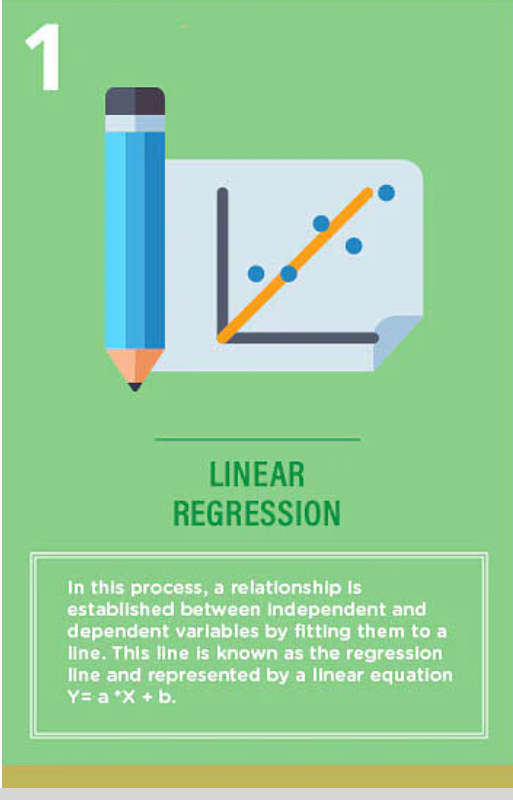 1
LINEAR
REGRESSION
In this process, a relationship is
established between independent and
dependent variables by fitting them to a
line. This line is known as the regression
line and represented by a linear equation
Y= a *X + b.